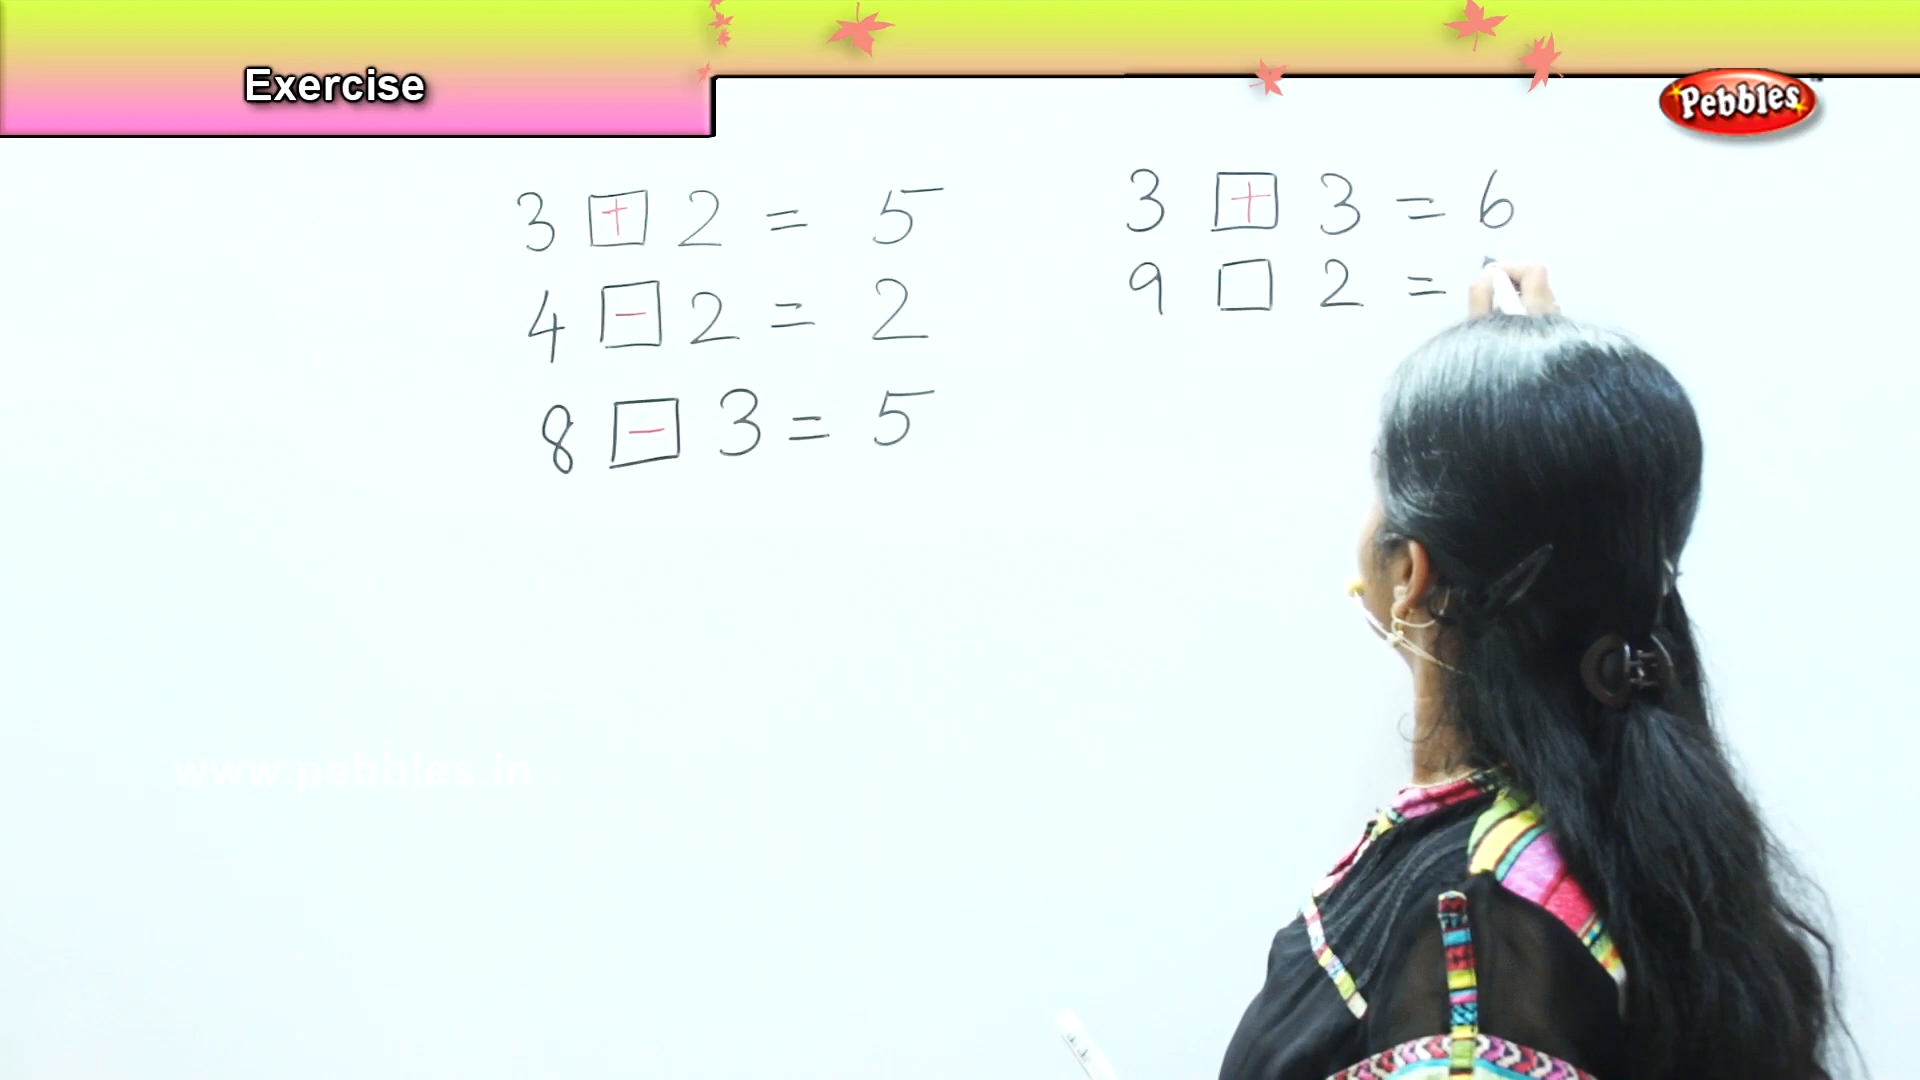 Exercise
Pebbles
3 + 2 = 5
4 - 2 = 2
8 - 3 = 5
3 + 3 = 6
9 □ 2 =
www.pebbles.in